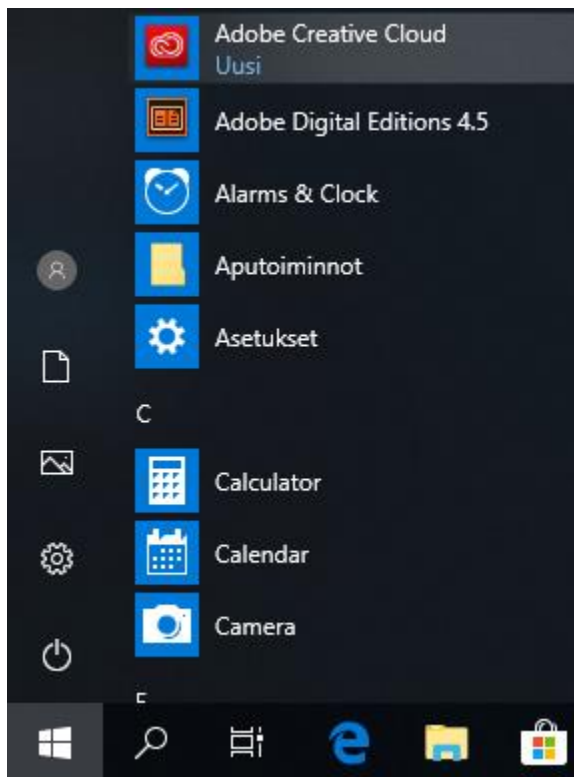 Adobe Creative Cloud
Uusi
Adobe Digital Editions 4.5
Alarms & Clock
Aputoiminnot
Asetukset
C
Calculator
Calendar
Camera